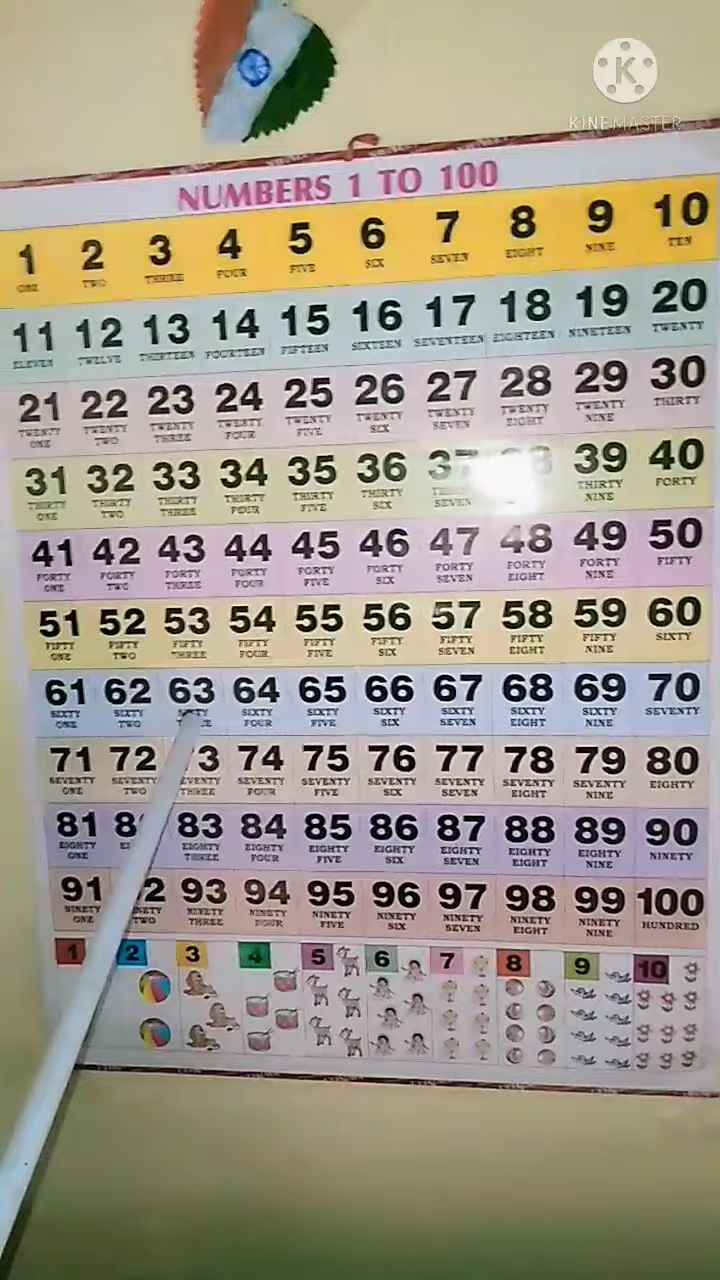 K
KINEMASTER
NUMBERS 1 TO 100
1 2 3 4 5 6 7 8 9 10
ONE TWO THREE FOUR FIVE SIX SEVEN EIGHT NINE TEN
11 12 13 14 15 16 17 18 19 20
ELEVEN TWELVE THIRTEEN FOURTEEN FIFTEEN SIXTEEN SEVENTEEN EIGHTEEN NINETEEN TWENTY
21 22 23 24 25 26 27 28 29 30
TWENTY TWENTY TWENTY TWENTY TWENTY TWENTY TWENTY TWENTY TWENTY THIRTY
ONE TWO THREE FOUR FIVE SIX SEVEN EIGHT NINE
31 32 33 34 35 36 37 39 40
THIRTY THIRTY THIRTY THIRTY THIRTY THIRTY THIRTY FORTY
ONE TWO THREE FOUR FIVE SIX SEVEN NINE
41 42 43 44 45 46 47 48 49 50
FORTY FORTY FORTY FORTY FORTY FORTY FORTY FORTY FORTY FIFTY
ONE TWO THREE FOUR FIVE SIX SEVEN EIGHT NINE
51 52 53 54 55 56 57 58 59 60
FIFTY FIFTY FIFTY FIFTY FIFTY FIFTY FIFTY FIFTY FIFTY SIXTY
ONE TWO THREE FOUR FIVE SIX SEVEN EIGHT NINE
61 62 63 64 65 66 67 68 69 70
SIXTY SIXTY SIXTY SIXTY SIXTY SIXTY SIXTY SIXTY SIXTY SEVENTY
ONE TWO FOUR FIVE SIX SEVEN EIGHT NINE
71 72 3 74 75 76 77 78 79 80
SEVENTY SEVENTY EVENTY SEVENTY SEVENTY SEVENTY SEVENTY SEVENTY SEVENTY EIGHTY
ONE TWO THREE FOUR FIVE SIX SEVEN EIGHT NINE
81 8 83 84 85 86 87 88 89 90
EIGHTY EI EIGHTY EIGHTY EIGHTY EIGHTY EIGHTY EIGHTY EIGHTY NINETY
ONE THREE FOUR FIVE SIX SEVEN EIGHT NINE
91 2 93 94 95 96 97 98 99 100
NINETY NETY NINETY NINETY NINETY NINETY NINETY NINETY NINETY HUNDRED
ONE TWO THREE FOUR FIVE SIX SEVEN EIGHT NINE
1 2 3 4 5 6 7 8 9 10